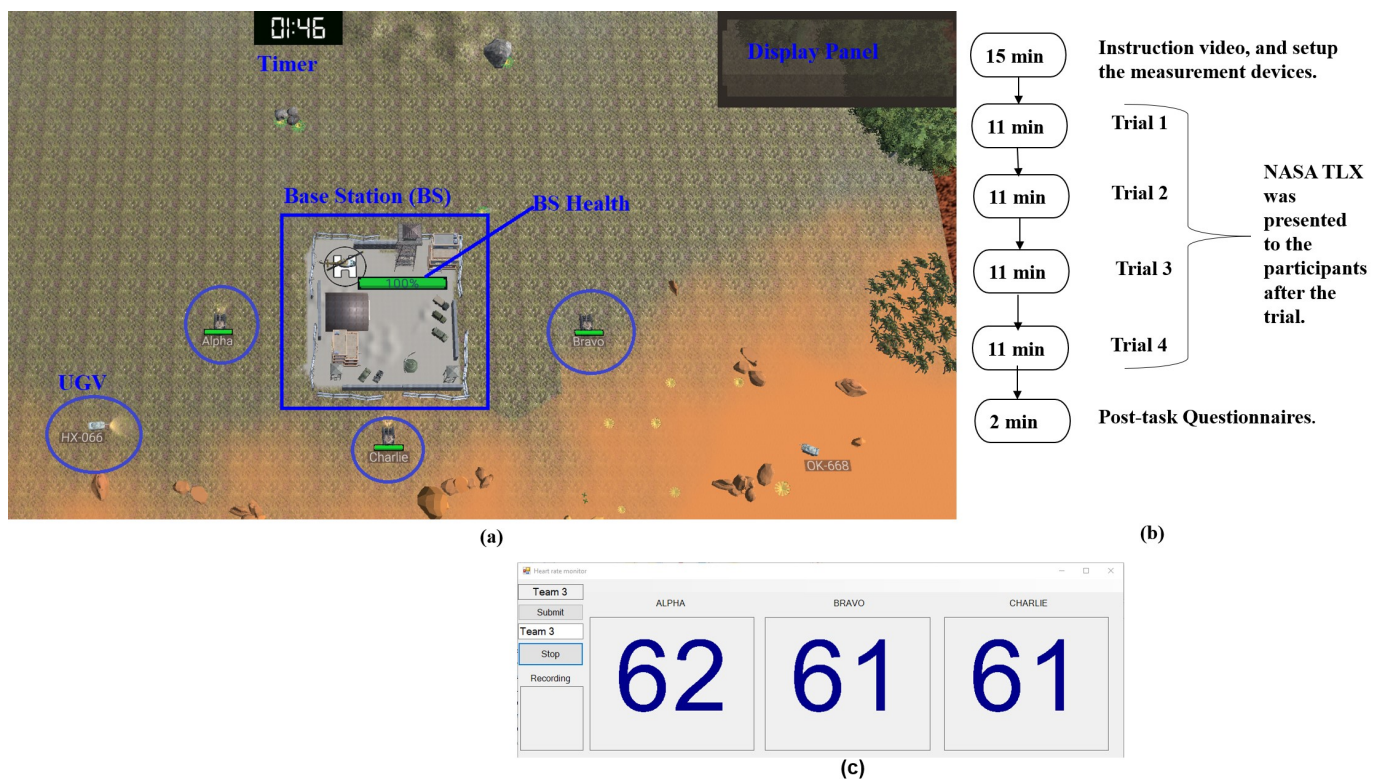 01:46
Timer
Display Panel
Base Station (BS)
BS Health
H
100%
Alpha
Bravo
UGV
HX-066
Charlie
OK-668
(a)
15 min
Instruction video, and setup
the measurement devices.
11 min
Trial 1
11 min
Trial 2
11 min
Trial 3
11 min
Trial 4
NASA TLX
was
presented
to the
participants
after the
trial.
2 min
Post-task Questionnaires.
(b)
Heart rate monitor
Team 3
Submit
Team 3
Stop
Recording
ALPHA
BRAVO
CHARLIE
62
61
61
(c)